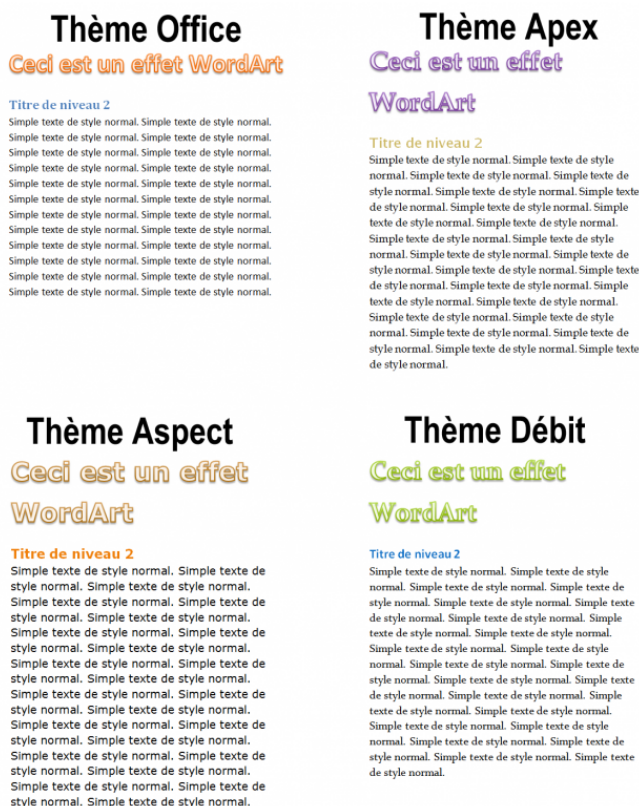 Thème Office
Ceci est un effet WordArt
Titre de niveau 2
Simple texte de style normal. Simple texte de style normal.
Simple texte de style normal. Simple texte de style normal.
Simple texte de style normal. Simple texte de style normal.
Simple texte de style normal. Simple texte de style normal.
Simple texte de style normal. Simple texte de style normal.
Simple texte de style normal. Simple texte de style normal.
Simple texte de style normal. Simple texte de style normal.
Simple texte de style normal. Simple texte de style normal.
Simple texte de style normal. Simple texte de style normal.
Simple texte de style normal. Simple texte de style normal.
Simple texte de style normal. Simple texte de style normal.
Simple texte de style normal. Simple texte de style normal.
Thème Apex
Ceci est un effet
WordArt
Titre de niveau 2
Simple texte de style normal. Simple texte de style
normal. Simple texte de style normal. Simple texte de
style normal. Simple texte de style normal. Simple texte
de style normal. Simple texte de style normal. Simple
texte de style normal. Simple texte de style normal.
Simple texte de style normal. Simple texte de style
normal. Simple texte de style normal. Simple texte de
style normal. Simple texte de style normal. Simple texte
de style normal. Simple texte de style normal. Simple
texte de style normal. Simple texte de style normal.
Simple texte de style normal. Simple texte de style
normal. Simple texte de style normal. Simple texte de
style normal. Simple texte de style normal. Simple texte
de style normal.
Thème Aspect
Ceci est un effet
WordArt
Titre de niveau 2
Simple texte de style normal. Simple texte de
style normal. Simple texte de style normal.
Simple texte de style normal. Simple texte de
style normal. Simple texte de style normal.
Simple texte de style normal. Simple texte de
style normal. Simple texte de style normal.
Simple texte de style normal. Simple texte de
style normal. Simple texte de style normal.
Simple texte de style normal. Simple texte de
style normal. Simple texte de style normal.
Simple texte de style normal. Simple texte de
style normal. Simple texte de style normal.
Simple texte de style normal. Simple texte de
style normal. Simple texte de style normal.
Simple texte de style normal. Simple texte de
style normal. Simple texte de style normal.
Thème Débit
Ceci est un effet
WordArt
Titre de niveau 2
Simple texte de style normal. Simple texte de style
normal. Simple texte de style normal. Simple texte de
style normal. Simple texte de style normal. Simple texte
de style normal. Simple texte de style normal. Simple
texte de style normal. Simple texte de style normal.
Simple texte de style normal. Simple texte de style
normal. Simple texte de style normal. Simple texte de
style normal. Simple texte de style normal. Simple texte
de style normal. Simple texte de style normal. Simple
texte de style normal. Simple texte de style normal.
Simple texte de style normal. Simple texte de style
normal. Simple texte de style normal. Simple texte de
style normal. Simple texte de style normal. Simple texte
de style normal.